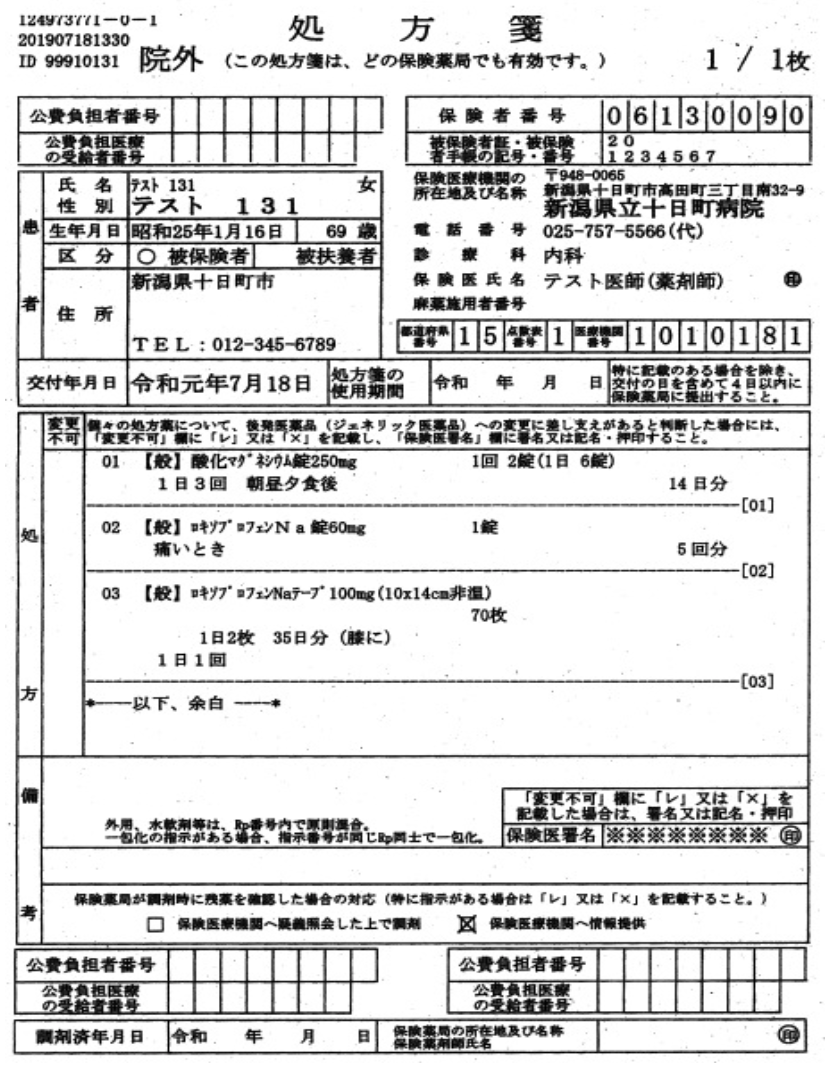 124973771-0-1
処 方 箋
201907181330
ID 99910131 院外 (この処方箋は、どの保険薬局でも有効です。) 1 / 1枚
公費負担者番号
公費負担医療
の受給者番号
保険者番号 06130090
被保険者証・被保険
者手帳の記号・番号
20
1234567
患者
氏名
性別
ﾃｽﾄ 131 女
テスト 131
生年月日 昭和25年1月16日 69 歳
区分 ○ 被保険者 被扶養者
住所
新潟県十日町市
TEL:012-345-6789
保険医療機関の
所在地及び名称
〒948-0065
新潟県十日町市高田町三丁目南32-9
新潟県立十日町病院
電話番号 025-757-5566(代)
診療科 内科
保険医氏名 テスト医師(薬剤師) ㊞
麻薬施用者番号
都道府県番号 15 点数表番号 1 医療機関番号 1010181
交付年月日 令和元年7月18日
処方箋の
使用期間
令和 年 月 日
特に記載のある場合を除き、
交付の日を含めて4日以内に
保険薬局に提出すること。
処方
変更
不可
個々の処方薬について、後発医薬品(ジェネリック医薬品)への変更に差し支えがあると判断した場合には、
「変更不可」欄に「レ」又は「×」を記載し、「保険医署名」欄に署名又は記名・押印すること。
01 【般】酸化ﾏｸﾞﾈｼｳﾑ錠250mg 1回 2錠(1日 6錠)
1日3回 朝昼夕食後 14日分
[01]
02 【般】ﾛｷｿﾌﾟﾛﾌｪﾝNa錠60mg 1錠
痛いとき 5回分
[02]
03 【般】ﾛｷｿﾌﾟﾛﾌｪﾝNaﾃｰﾌﾟ100mg(10x14cm非温)
70枚
1日2枚 35日分 (膝に)
1日1回
[03]
*----以下、余白 ----*
備考
外用、水軟剤等は、Rp番号内で原則混合。
一包化の指示がある場合、指示番号が同じRp同士で一包化。
「変更不可」欄に「レ」又は「×」を
記載した場合は、署名又は記名・押印
保険医署名 ※※※※※※※※ ㊞
保険薬局が調剤時に残薬を確認した場合の対応(特に指示がある場合は「レ」又は「×」を記載すること。)
□ 保険医療機関へ疑義照会した上で調剤 ☒ 保険医療機関へ情報提供
公費負担者番号 公費負担者番号
公費負担医療
の受給者番号
公費負担医療
の受給者番号
調剤済年月日 令和 年 月 日
保険薬局の所在地及び名称
保険薬剤師氏名
㊞